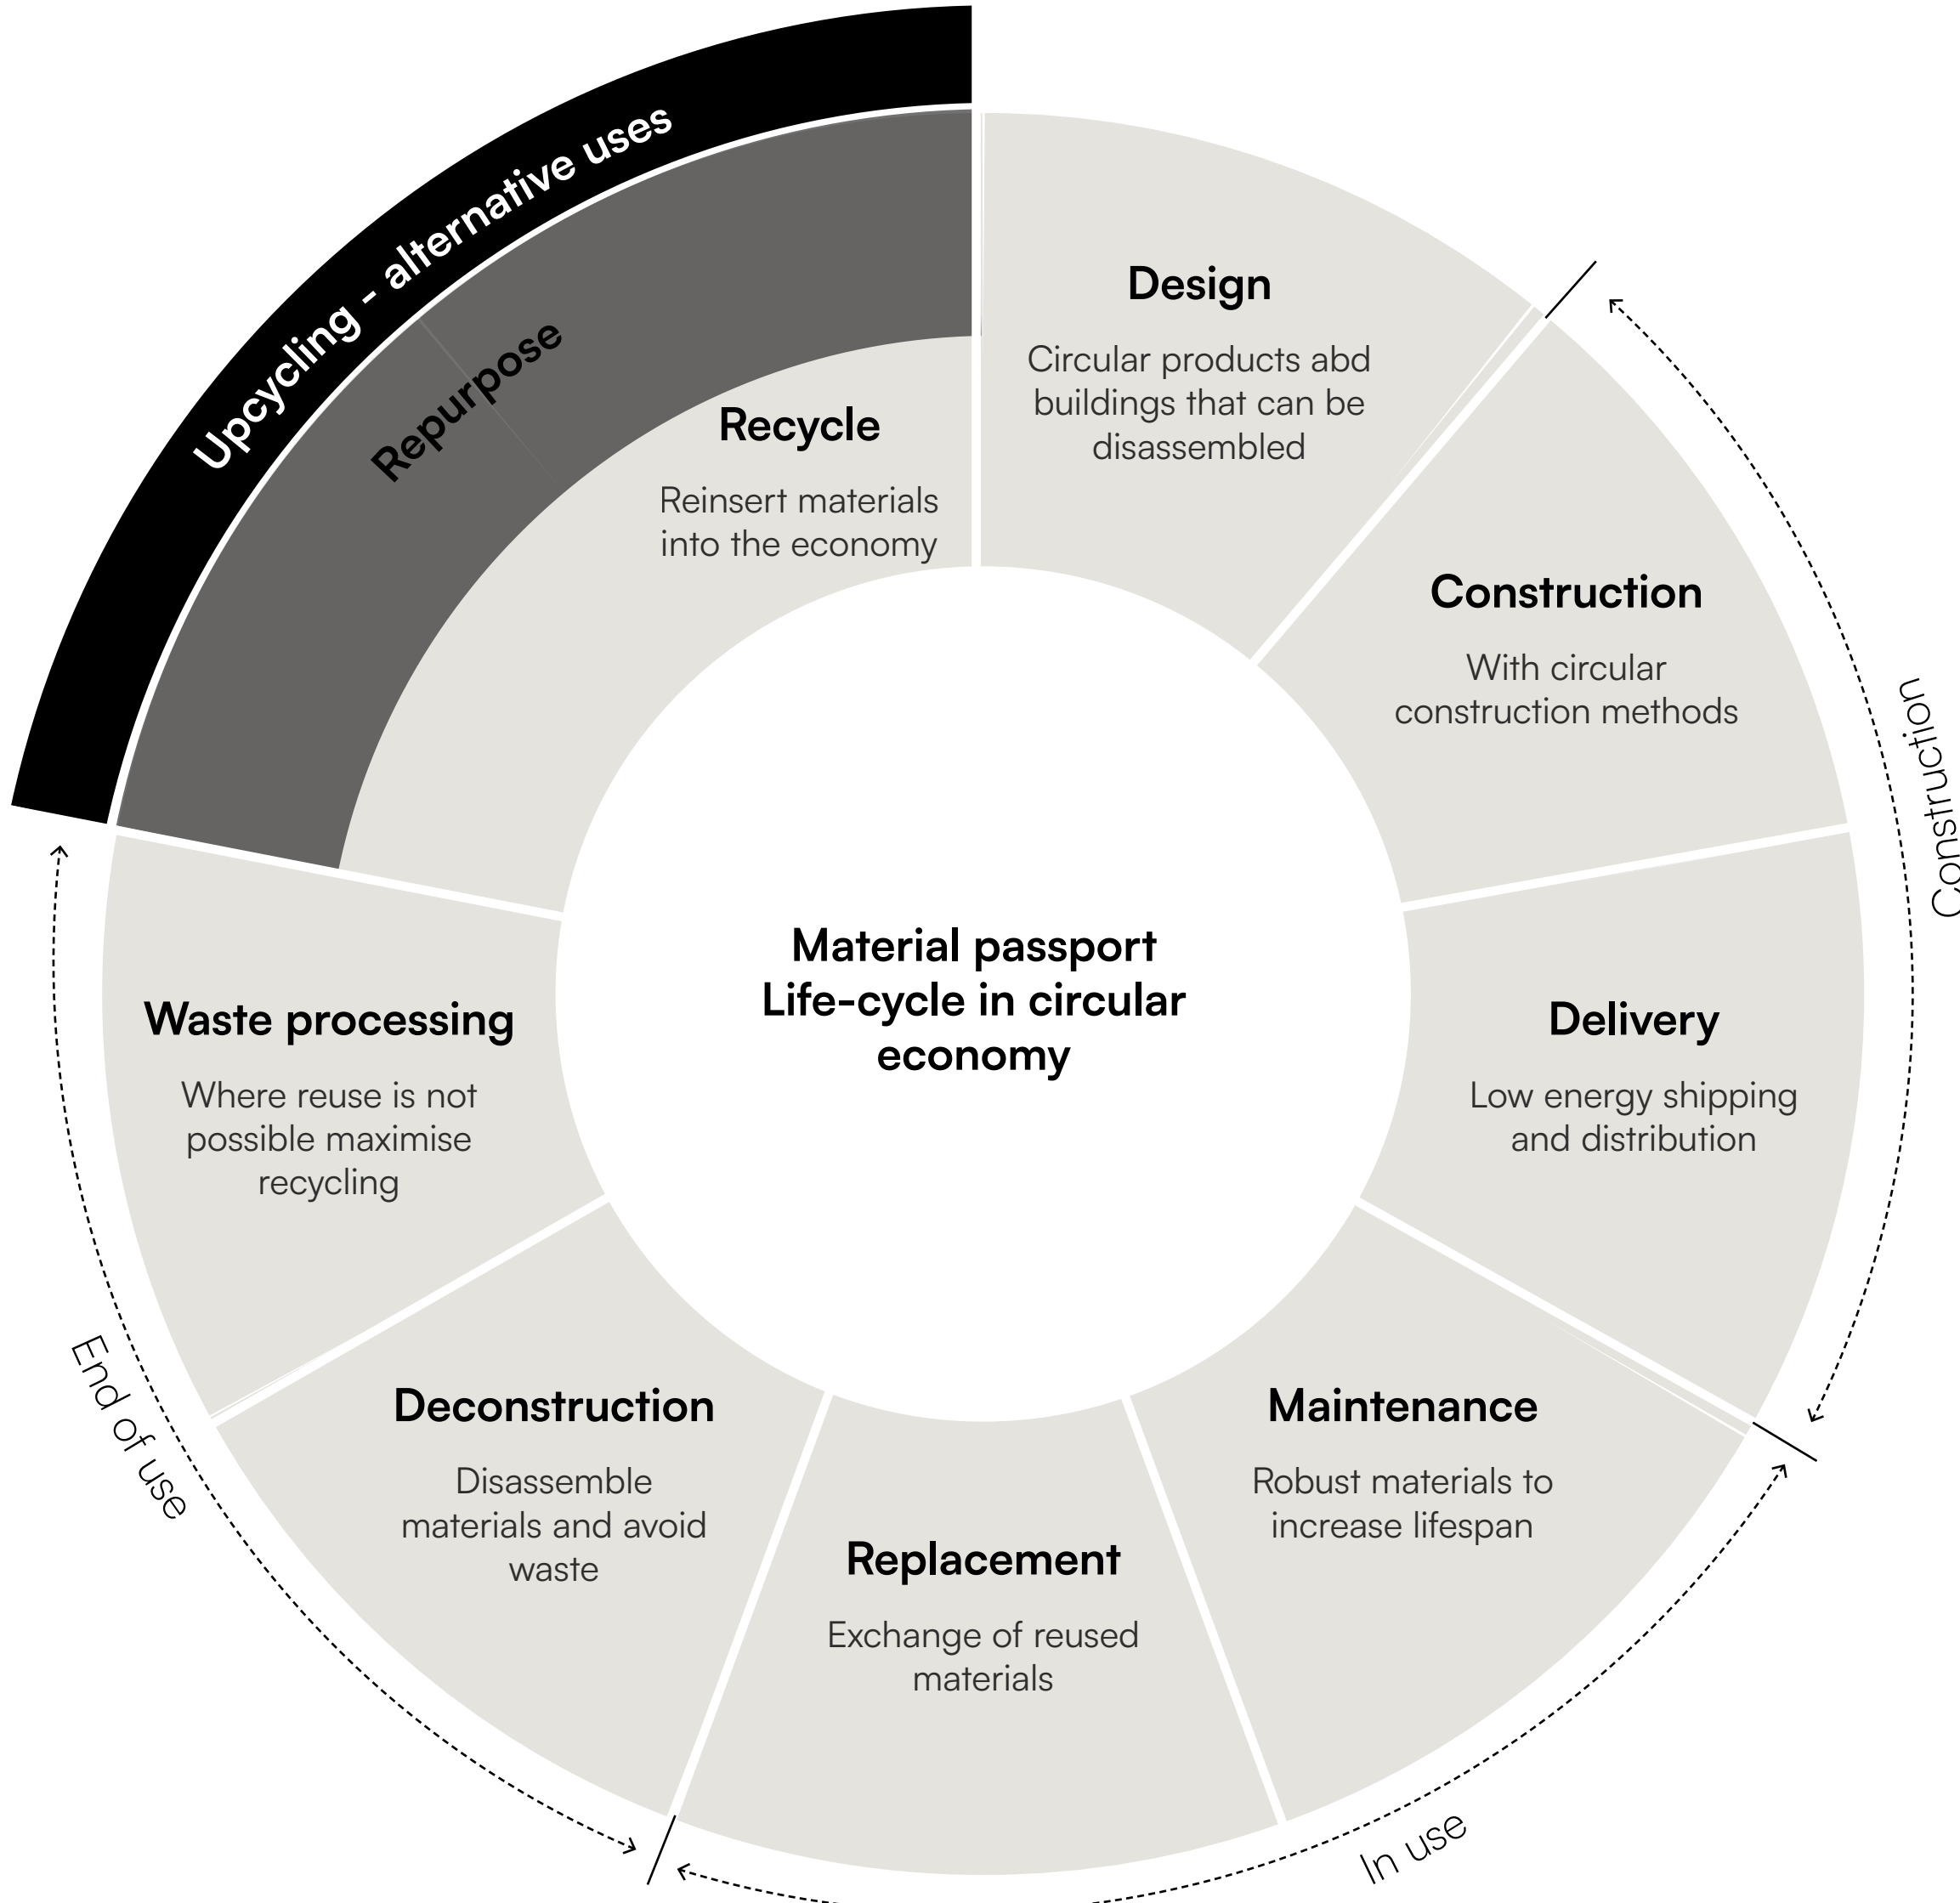 Upcycling - alternative uses
Repurpose
Recycle
Reinsert materials
into the economy
Design
Circular products abd
buildings that can be
disassembled
Construction
With circular
construction methods
Construction
Delivery
Low energy shipping
and distribution
Maintenance
Robust materials to
increase lifespan
In use
Replacement
Exchange of reused
materials
Deconstruction
Disassemble
materials and avoid
waste
End of use
Waste processing
Where reuse is not
possible maximise
recycling
Material passport
Life-cycle in circular
economy